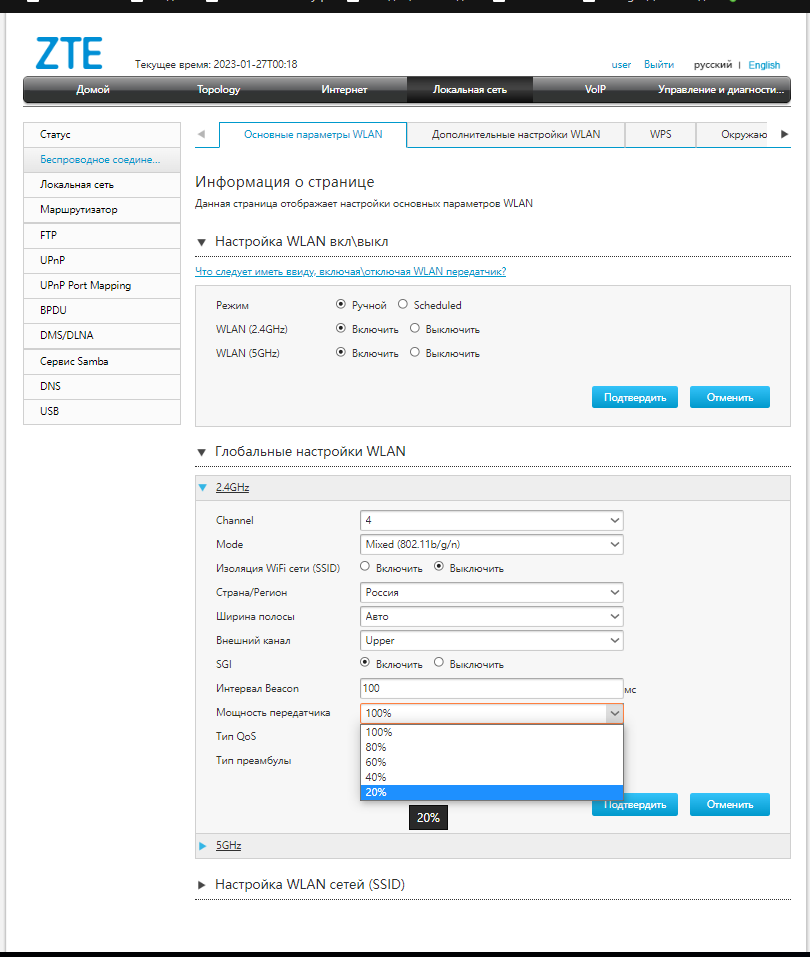 ZTE
Текущее время: 2023-01-27T00:18
user Выйти русский | English
Домой Topology Интернет Локальная сеть VoIP Управление и диагности...
Статус
Беспроводное соедине...
Локальная сеть
Маршрутизатор
FTP
UPnP
UPnP Port Mapping
BPDU
DMS/DLNA
Сервис Samba
DNS
USB
Основные параметры WLAN Дополнительные настройки WLAN WPS Окружаю
Информация о странице
Данная страница отображает настройки основных параметров WLAN
Настройка WLAN вкл\выкл
Что следует иметь ввиду, включая\отключая WLAN передатчик?
Режим Ручной Scheduled
WLAN (2.4GHz) Включить Выключить
WLAN (5GHz) Включить Выключить
Подтвердить Отменить
Глобальные настройки WLAN
2.4GHz
Channel 4
Mode Mixed (802.11b/g/n)
Изоляция WiFi сети (SSID) Включить Выключить
Страна/Регион Россия
Ширина полосы Авто
Внешний канал Upper
SGI Включить Выключить
Интервал Beacon 100 мс
Мощность передатчика 100%
Тип QoS
Тип преамбулы
100%
80%
60%
40%
20%
20%
Подтвердить Отменить
5GHz
Настройка WLAN сетей (SSID)